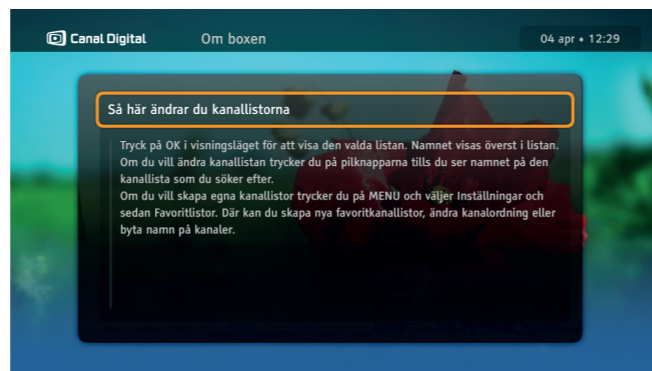 Canal Digital Om boxen 04 apr • 12:29
Så här ändrar du kanallistorna
Tryck på OK i visningsläget för att visa den valda listan. Namnet visas överst i listan.
Om du vill ändra kanallistan trycker du på pilknapparna tills du ser namnet på den
kanallista som du söker efter.
Om du vill skapa egna kanallistor trycker du på MENU och väljer Inställningar och
sedan Favoritlistor. Där kan du skapa nya favoritkanallistor, ändra kanalordning eller
byta namn på kanaler.